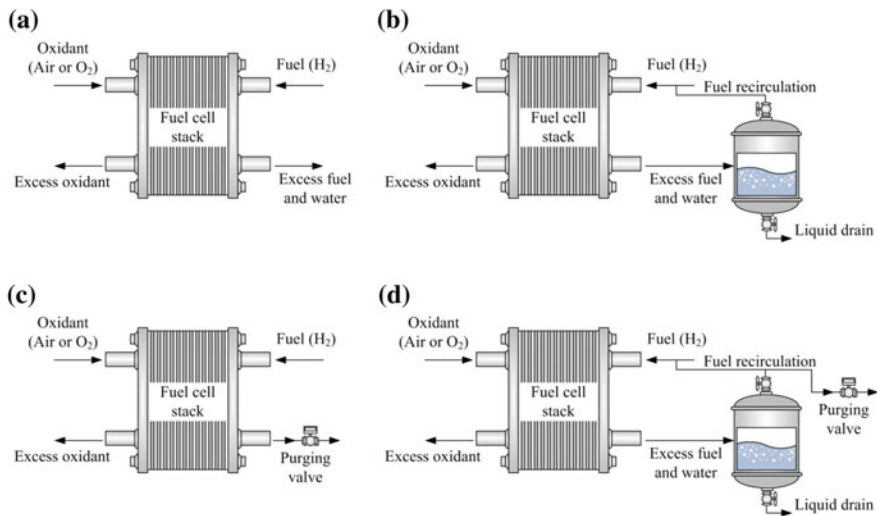 (a)
Oxidant
(Air or O₂)
Fuel (H₂)
Fuel cell
stack
Excess oxidant
Excess fuel
and water
(b)
Oxidant
(Air or O₂)
Fuel (H₂)
Fuel recirculation
Fuel cell
stack
Excess oxidant
Excess fuel
and water
Liquid drain
(c)
Oxidant
(Air or O₂)
Fuel (H₂)
Fuel cell
stack
Excess oxidant
Purging
valve
(d)
Oxidant
(Air or O₂)
Fuel (H₂)
Fuel recirculation
Fuel cell
stack
Purging
valve
Excess oxidant
Excess fuel
and water
Liquid drain